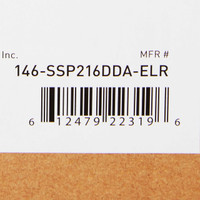 Inc. MFR #
146-SSP216DDA-ELR
6 12479 22319 6